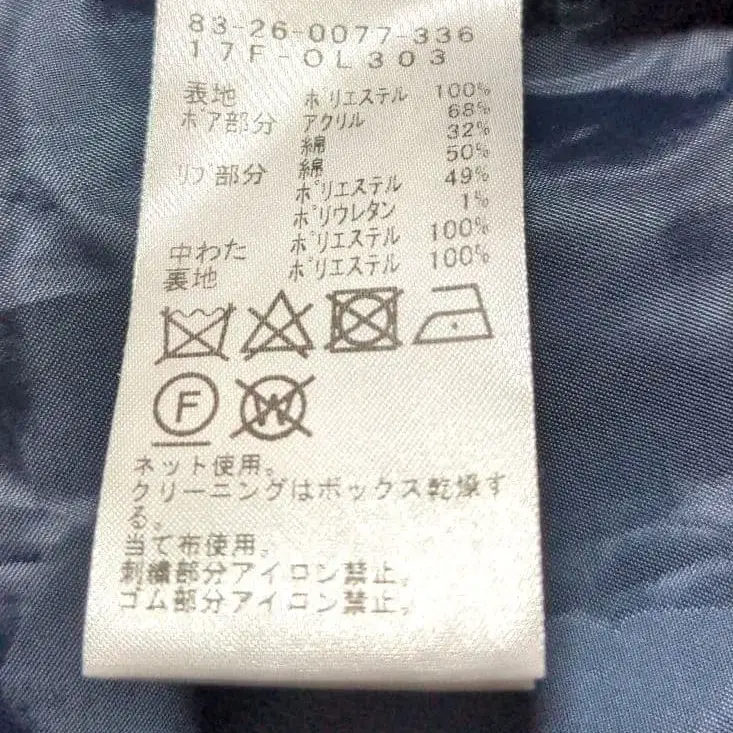 83-26-0077-336
17F-OL303
表地 ポリエステル 100%
ボア部分 アクリル 68%
綿 32%
リブ部分 綿 50%
ポリエステル 49%
ポリウレタン 1%
中わた ポリエステル 100%
裏地 ポリエステル 100%
F W
ネット使用。
クリーニングはボックス乾燥す
る。
当て布使用。
刺繍部分アイロン禁止。
ゴム部分アイロン禁止。